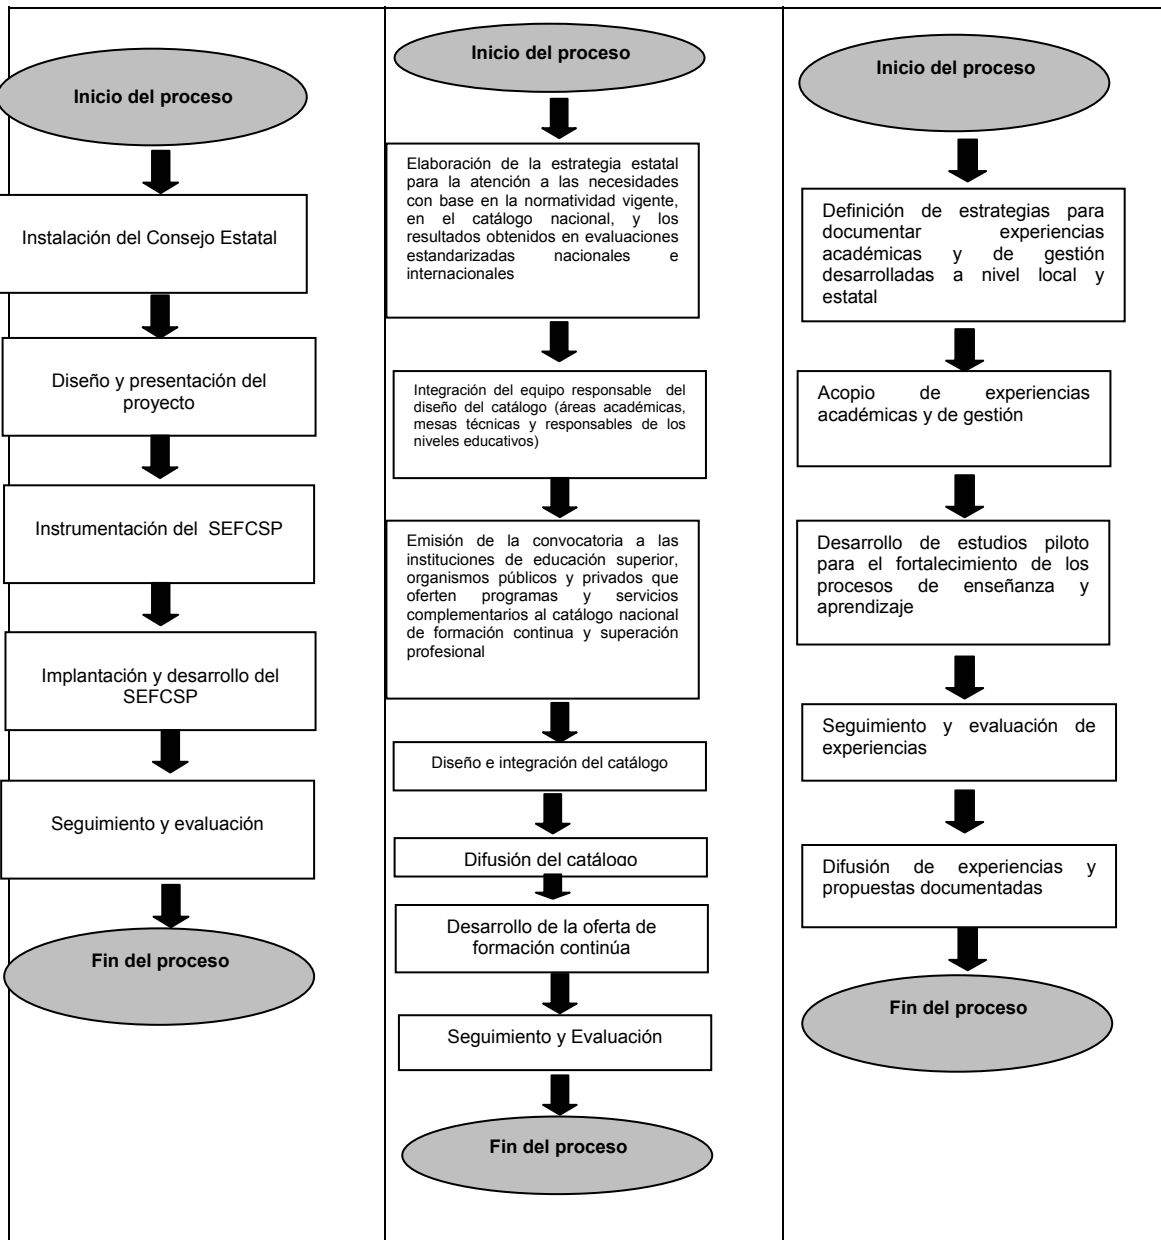 Inicio del proceso
Instalación del Consejo Estatal
Diseño y presentación del
proyecto
Instrumentación del SEFCSP
Implantación y desarrollo del
SEFCSP
Seguimiento y evaluación
Fin del proceso
Inicio del proceso
Elaboración de la estrategia estatal
para la atención a las necesidades
con base en la normatividad vigente,
en el catálogo nacional, y los
resultados obtenidos en evaluaciones
estandarizadas nacionales e
internacionales
Integración del equipo responsable del
diseño del catálogo (áreas académicas,
mesas técnicas y responsables de los
niveles educativos)
Emisión de la convocatoria a las
instituciones de educación superior,
organismos públicos y privados que
oferten programas y servicios
complementarios al catálogo nacional
de formación continua y superación
profesional
Diseño e integración del catálogo
Difusión del catálogo
Desarrollo de la oferta de
formación continúa
Seguimiento y Evaluación
Fin del proceso
Inicio del proceso
Definición de estrategias para
documentar experiencias
académicas y de gestión
desarrolladas a nivel local y
estatal
Acopio de experiencias
académicas y de gestión
Desarrollo de estudios piloto
para el fortalecimiento de los
procesos de enseñanza y
aprendizaje
Seguimiento y evaluación de
experiencias
Difusión de experiencias y
propuestas documentadas
Fin del proceso